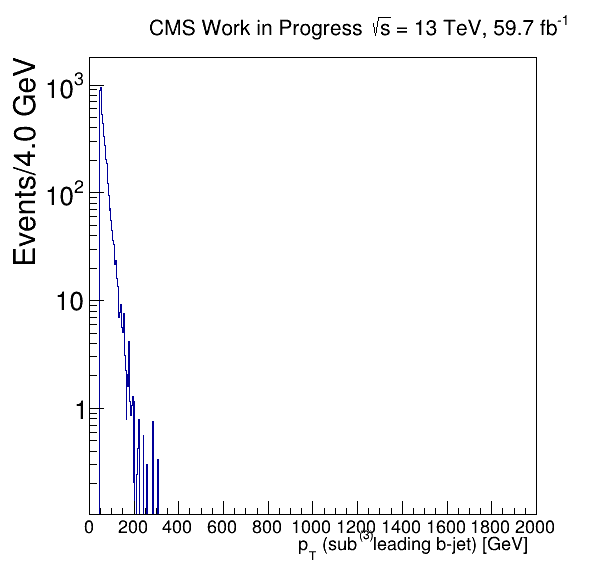 CMS Work in Progress √s = 13 TeV, 59.7 fb⁻¹
Events/4.0 GeV
10³
10²
10
1
0 200 400 600 800 1000 1200 1400 1600 1800 2000
p_T (sub⁽³⁾leading b-jet) [GeV]